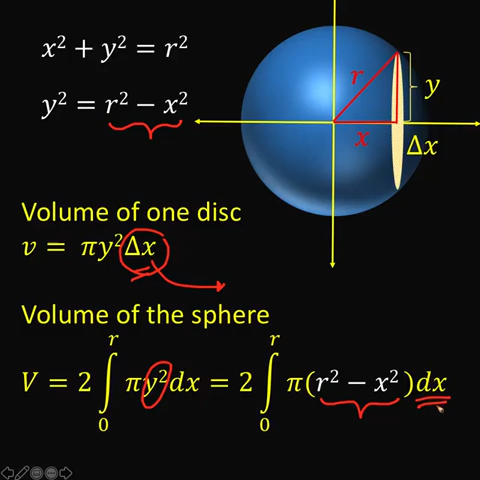 x² + y² = r²
y² = r² − x²
r
y
x
Δx
Volume of one disc
v = πy²Δx
Volume of the sphere
V = 2 ∫₀ʳ πy²dx = 2 ∫₀ʳ π(r² − x²)dx